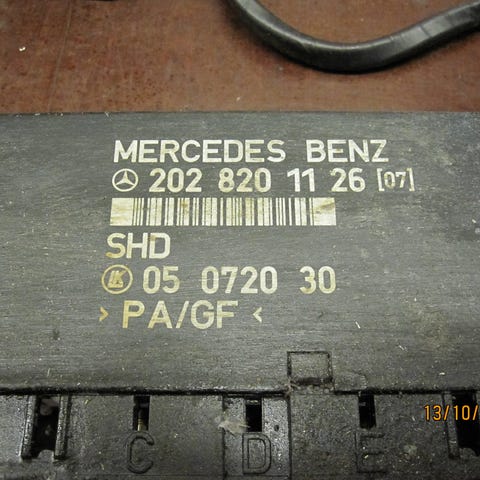 MERCEDES BENZ
202 820 11 26 [07]
SHD
05 0720 30
> PA/GF <
C D E
13/10/